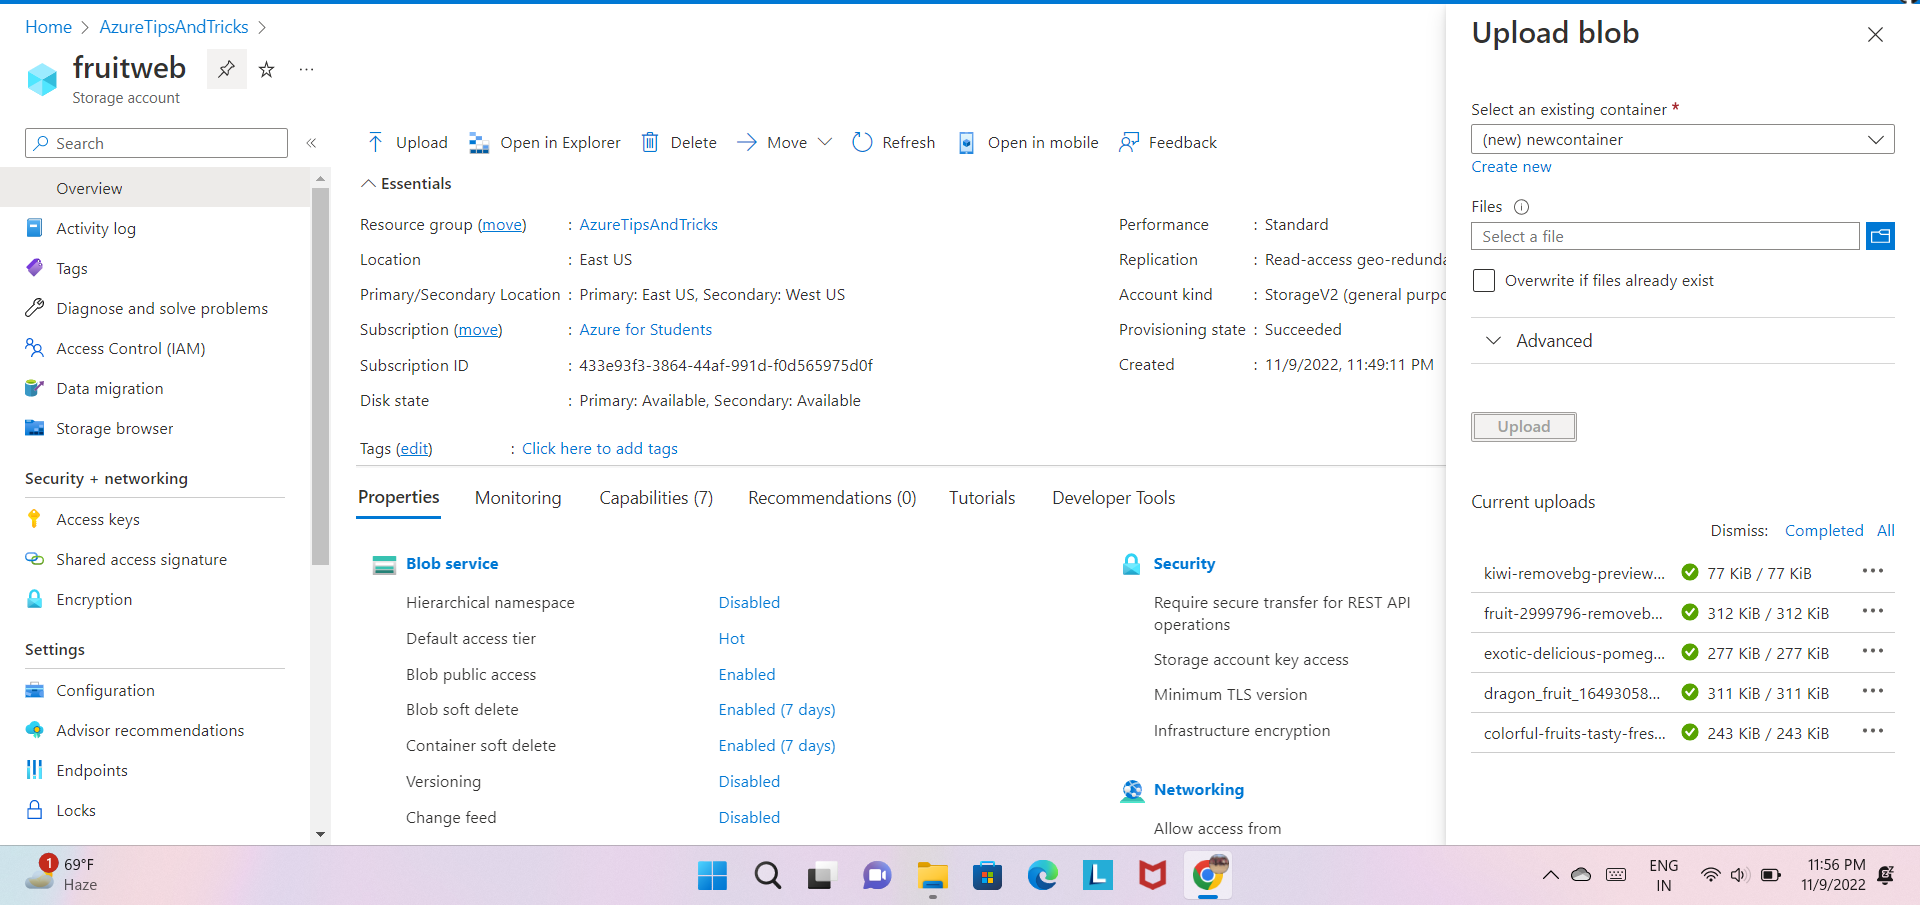 Home > AzureTipsAndTricks >
fruitweb
Storage account
Search
Overview
Activity log
Tags
Diagnose and solve problems
Access Control (IAM)
Data migration
Storage browser
Security + networking
Access keys
Shared access signature
Encryption
Settings
Configuration
Advisor recommendations
Endpoints
Locks
Upload Open in Explorer Delete Move Refresh Open in mobile Feedback
Essentials
Resource group (move) : AzureTipsAndTricks
Location : East US
Primary/Secondary Location : Primary: East US, Secondary: West US
Subscription (move) : Azure for Students
Subscription ID : 433e93f3-3864-44af-991d-f0d565975d0f
Disk state : Primary: Available, Secondary: Available
Tags (edit) : Click here to add tags
Performance : Standard
Replication : Read-access geo-redunda
Account kind : StorageV2 (general purpo
Provisioning state : Succeeded
Created : 11/9/2022, 11:49:11 PM
Properties Monitoring Capabilities (7) Recommendations (0) Tutorials Developer Tools
Blob service
Hierarchical namespace Disabled
Default access tier Hot
Blob public access Enabled
Blob soft delete Enabled (7 days)
Container soft delete Enabled (7 days)
Versioning Disabled
Change feed Disabled
Security
Require secure transfer for REST API
operations
Storage account key access
Minimum TLS version
Infrastructure encryption
Networking
Allow access from
Upload blob
Select an existing container *
(new) newcontainer
Create new
Files
Select a file
Overwrite if files already exist
Advanced
Upload
Current uploads
Dismiss: Completed All
kiwi-removebg-preview... 77 KiB / 77 KiB
fruit-2999796-removeb... 312 KiB / 312 KiB
exotic-delicious-pomeg... 277 KiB / 277 KiB
dragon_fruit_16493058... 311 KiB / 311 KiB
colorful-fruits-tasty-fres... 243 KiB / 243 KiB
1
69°F
Haze
L
ENG
IN
11:56 PM
11/9/2022